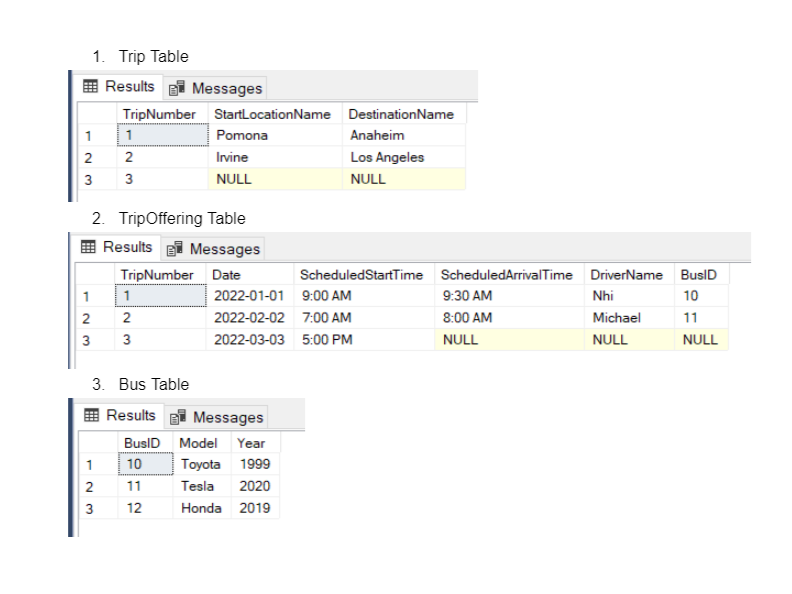 1. Trip Table
Results Messages
TripNumber StartLocationName DestinationName
1 1 Pomona Anaheim
2 2 Irvine Los Angeles
3 3 NULL NULL
2. TripOffering Table
Results Messages
TripNumber Date ScheduledStartTime ScheduledArrivalTime DriverName BusID
1 1 2022-01-01 9:00 AM 9:30 AM Nhi 10
2 2 2022-02-02 7:00 AM 8:00 AM Michael 11
3 3 2022-03-03 5:00 PM NULL NULL NULL
3. Bus Table
Results Messages
BusID Model Year
1 10 Toyota 1999
2 11 Tesla 2020
3 12 Honda 2019